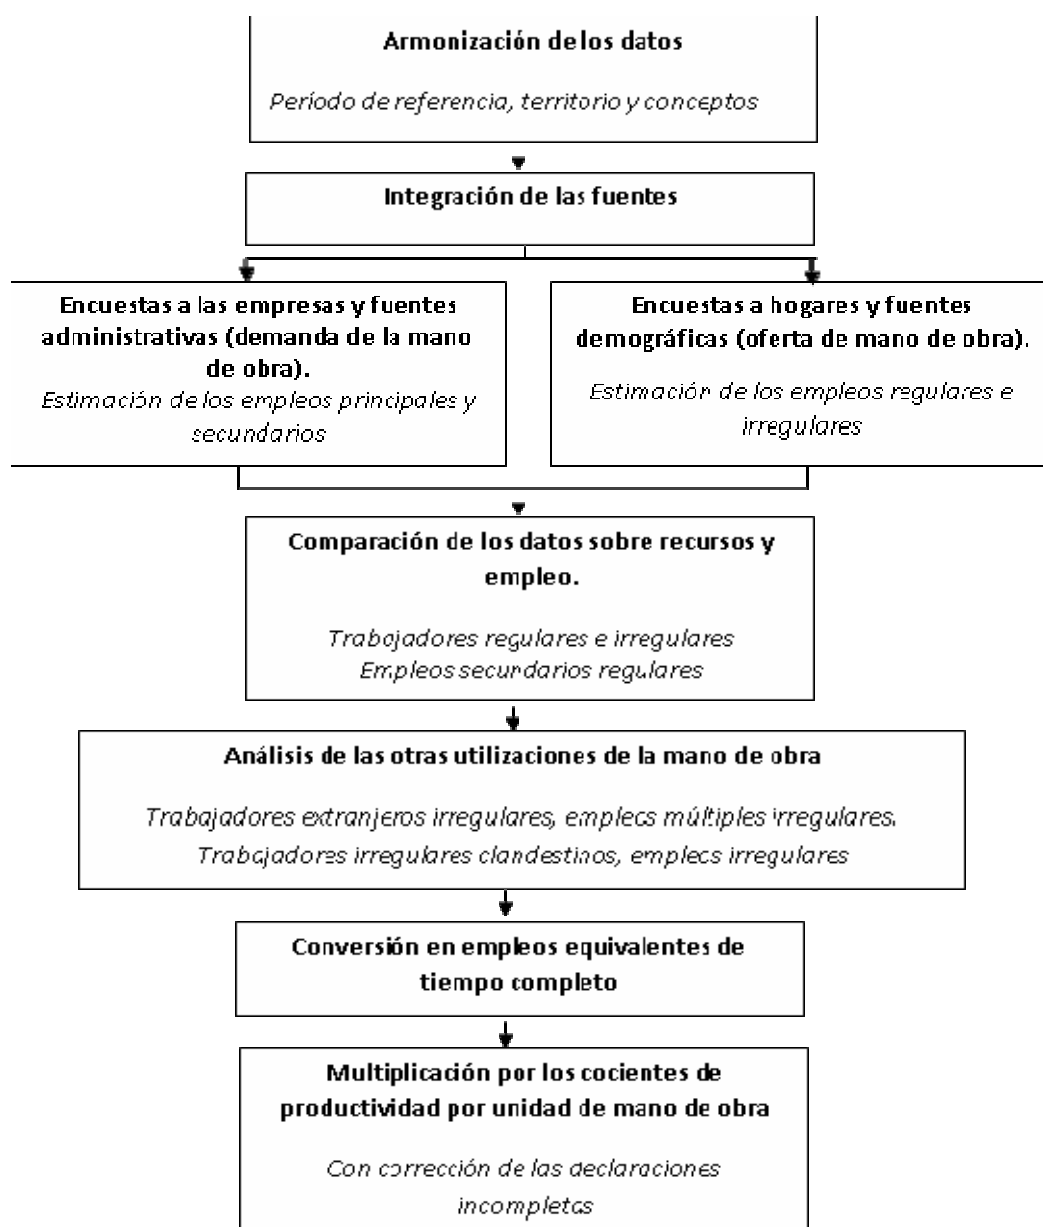 Armonización de los datos
Período de referencia, territorio y conceptos
Integración de las fuentes
Encuestas a las empresas y fuentes
administrativas (demanda de la mano
de obra).
Estimación de los empleos principales y
secundarios
Encuestas a hogares y fuentes
demográficas (oferta de mano de obra).
Estimación de los empleos regulares e
irregulares
Comparación de los datos sobre recursos y
empleo.
Trabajadores regulares e irregulares
Empleos secundarios regulares
Análisis de las otras utilizaciones de la mano de obra
Trabajadores extranjeros irregulares, empleos múltiples irregulares.
Trabajadores irregulares clandestinos, empleos irregulares
Conversión en empleos equivalentes de
tiempo completo
Multiplicación por los cocientes de
productividad por unidad de mano de obra
Con corrección de las declaraciones
incompletas